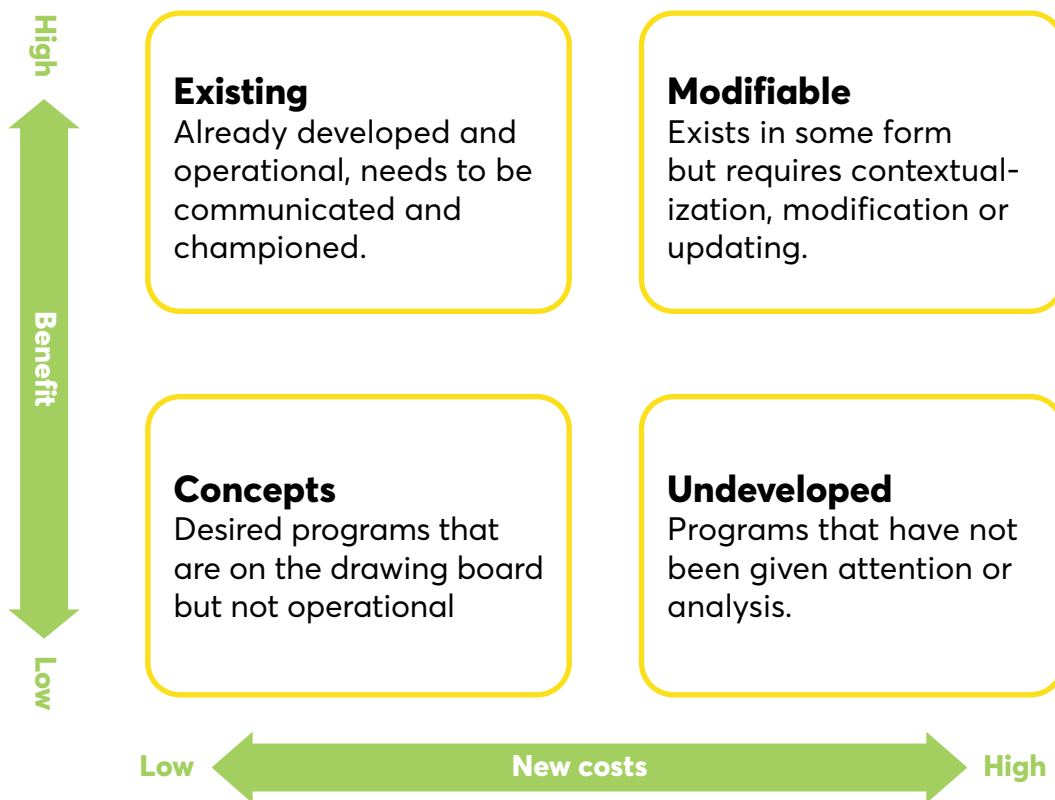 High
Existing
Already developed and
operational, needs to be
communicated and
championed.
Modifiable
Exists in some form
but requires contextual-
ization, modification or
updating.
Benefit
Concepts
Desired programs that
are on the drawing board
but not operational
Undeveloped
Programs that have not
been given attention or
analysis.
Low
Low
New costs
High